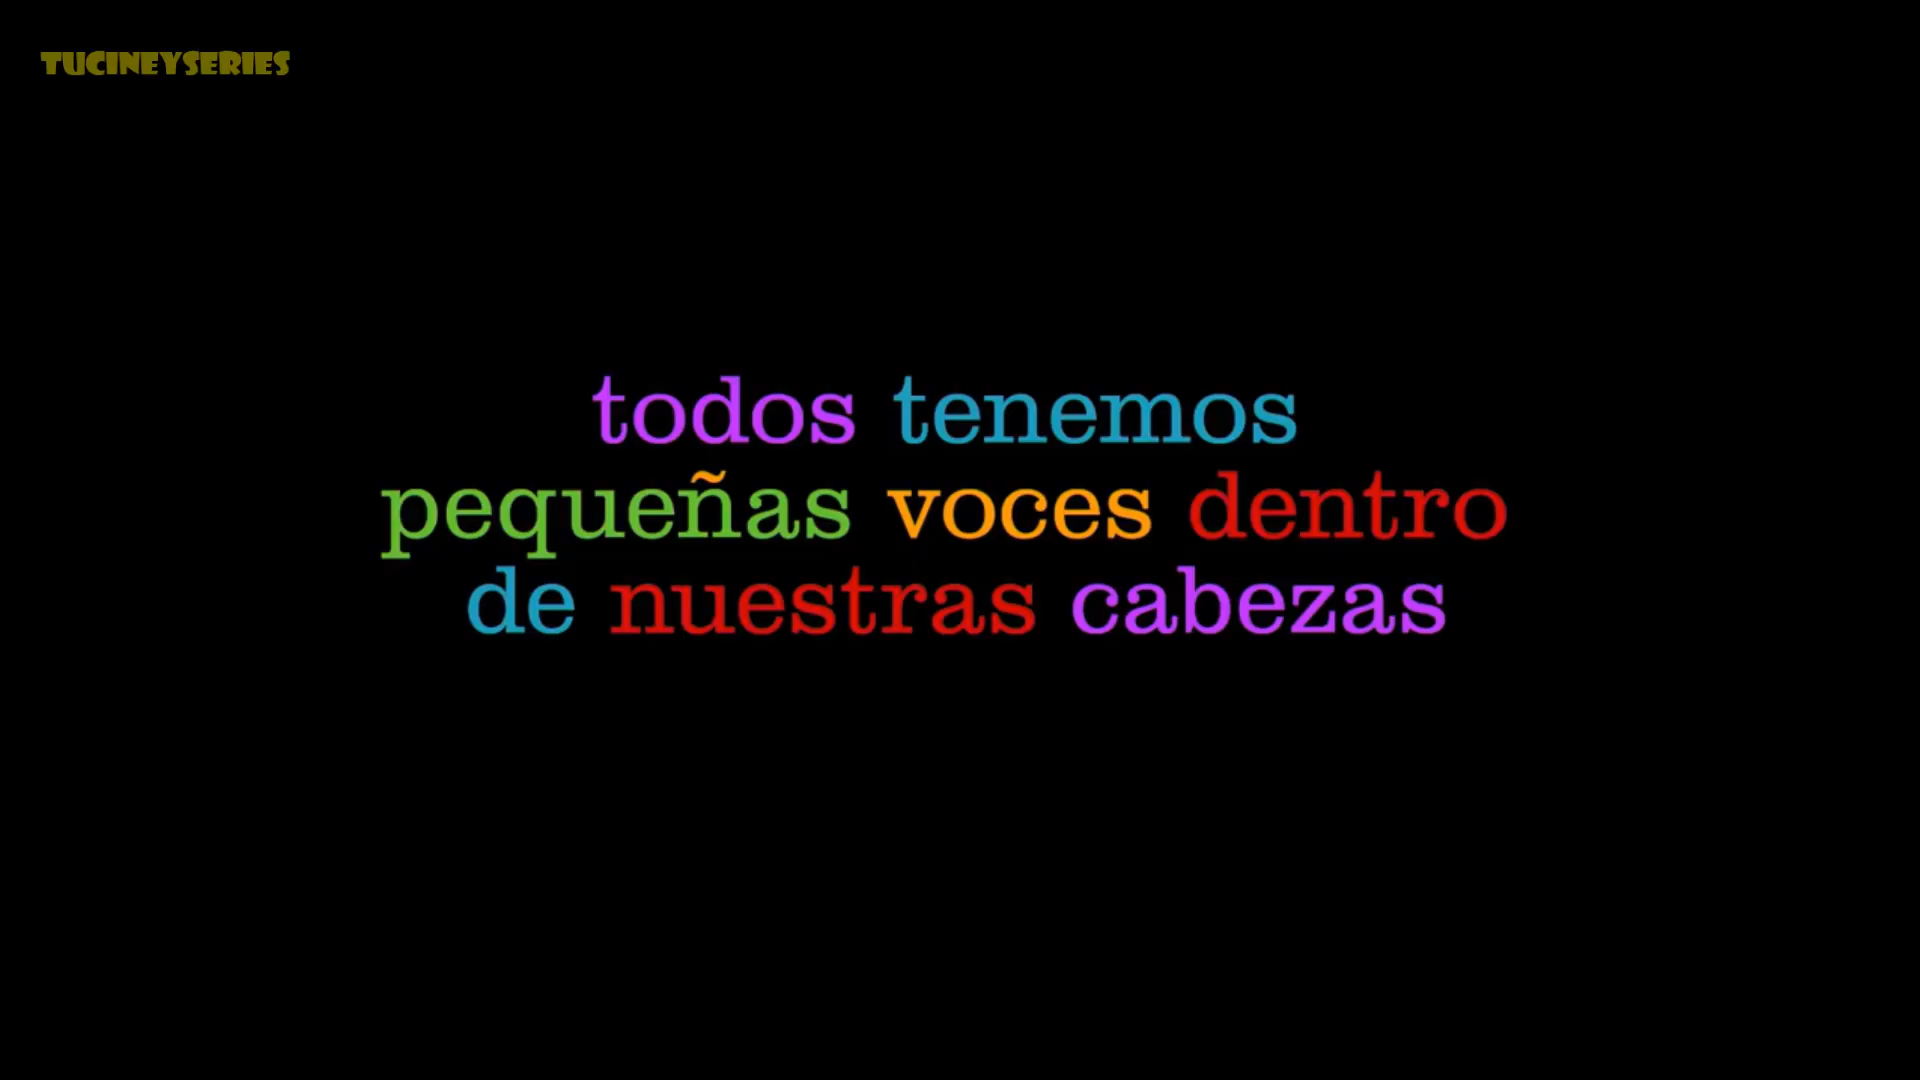 TUCINEYSERIES
todos tenemos
pequeñas voces dentro
de nuestras cabezas